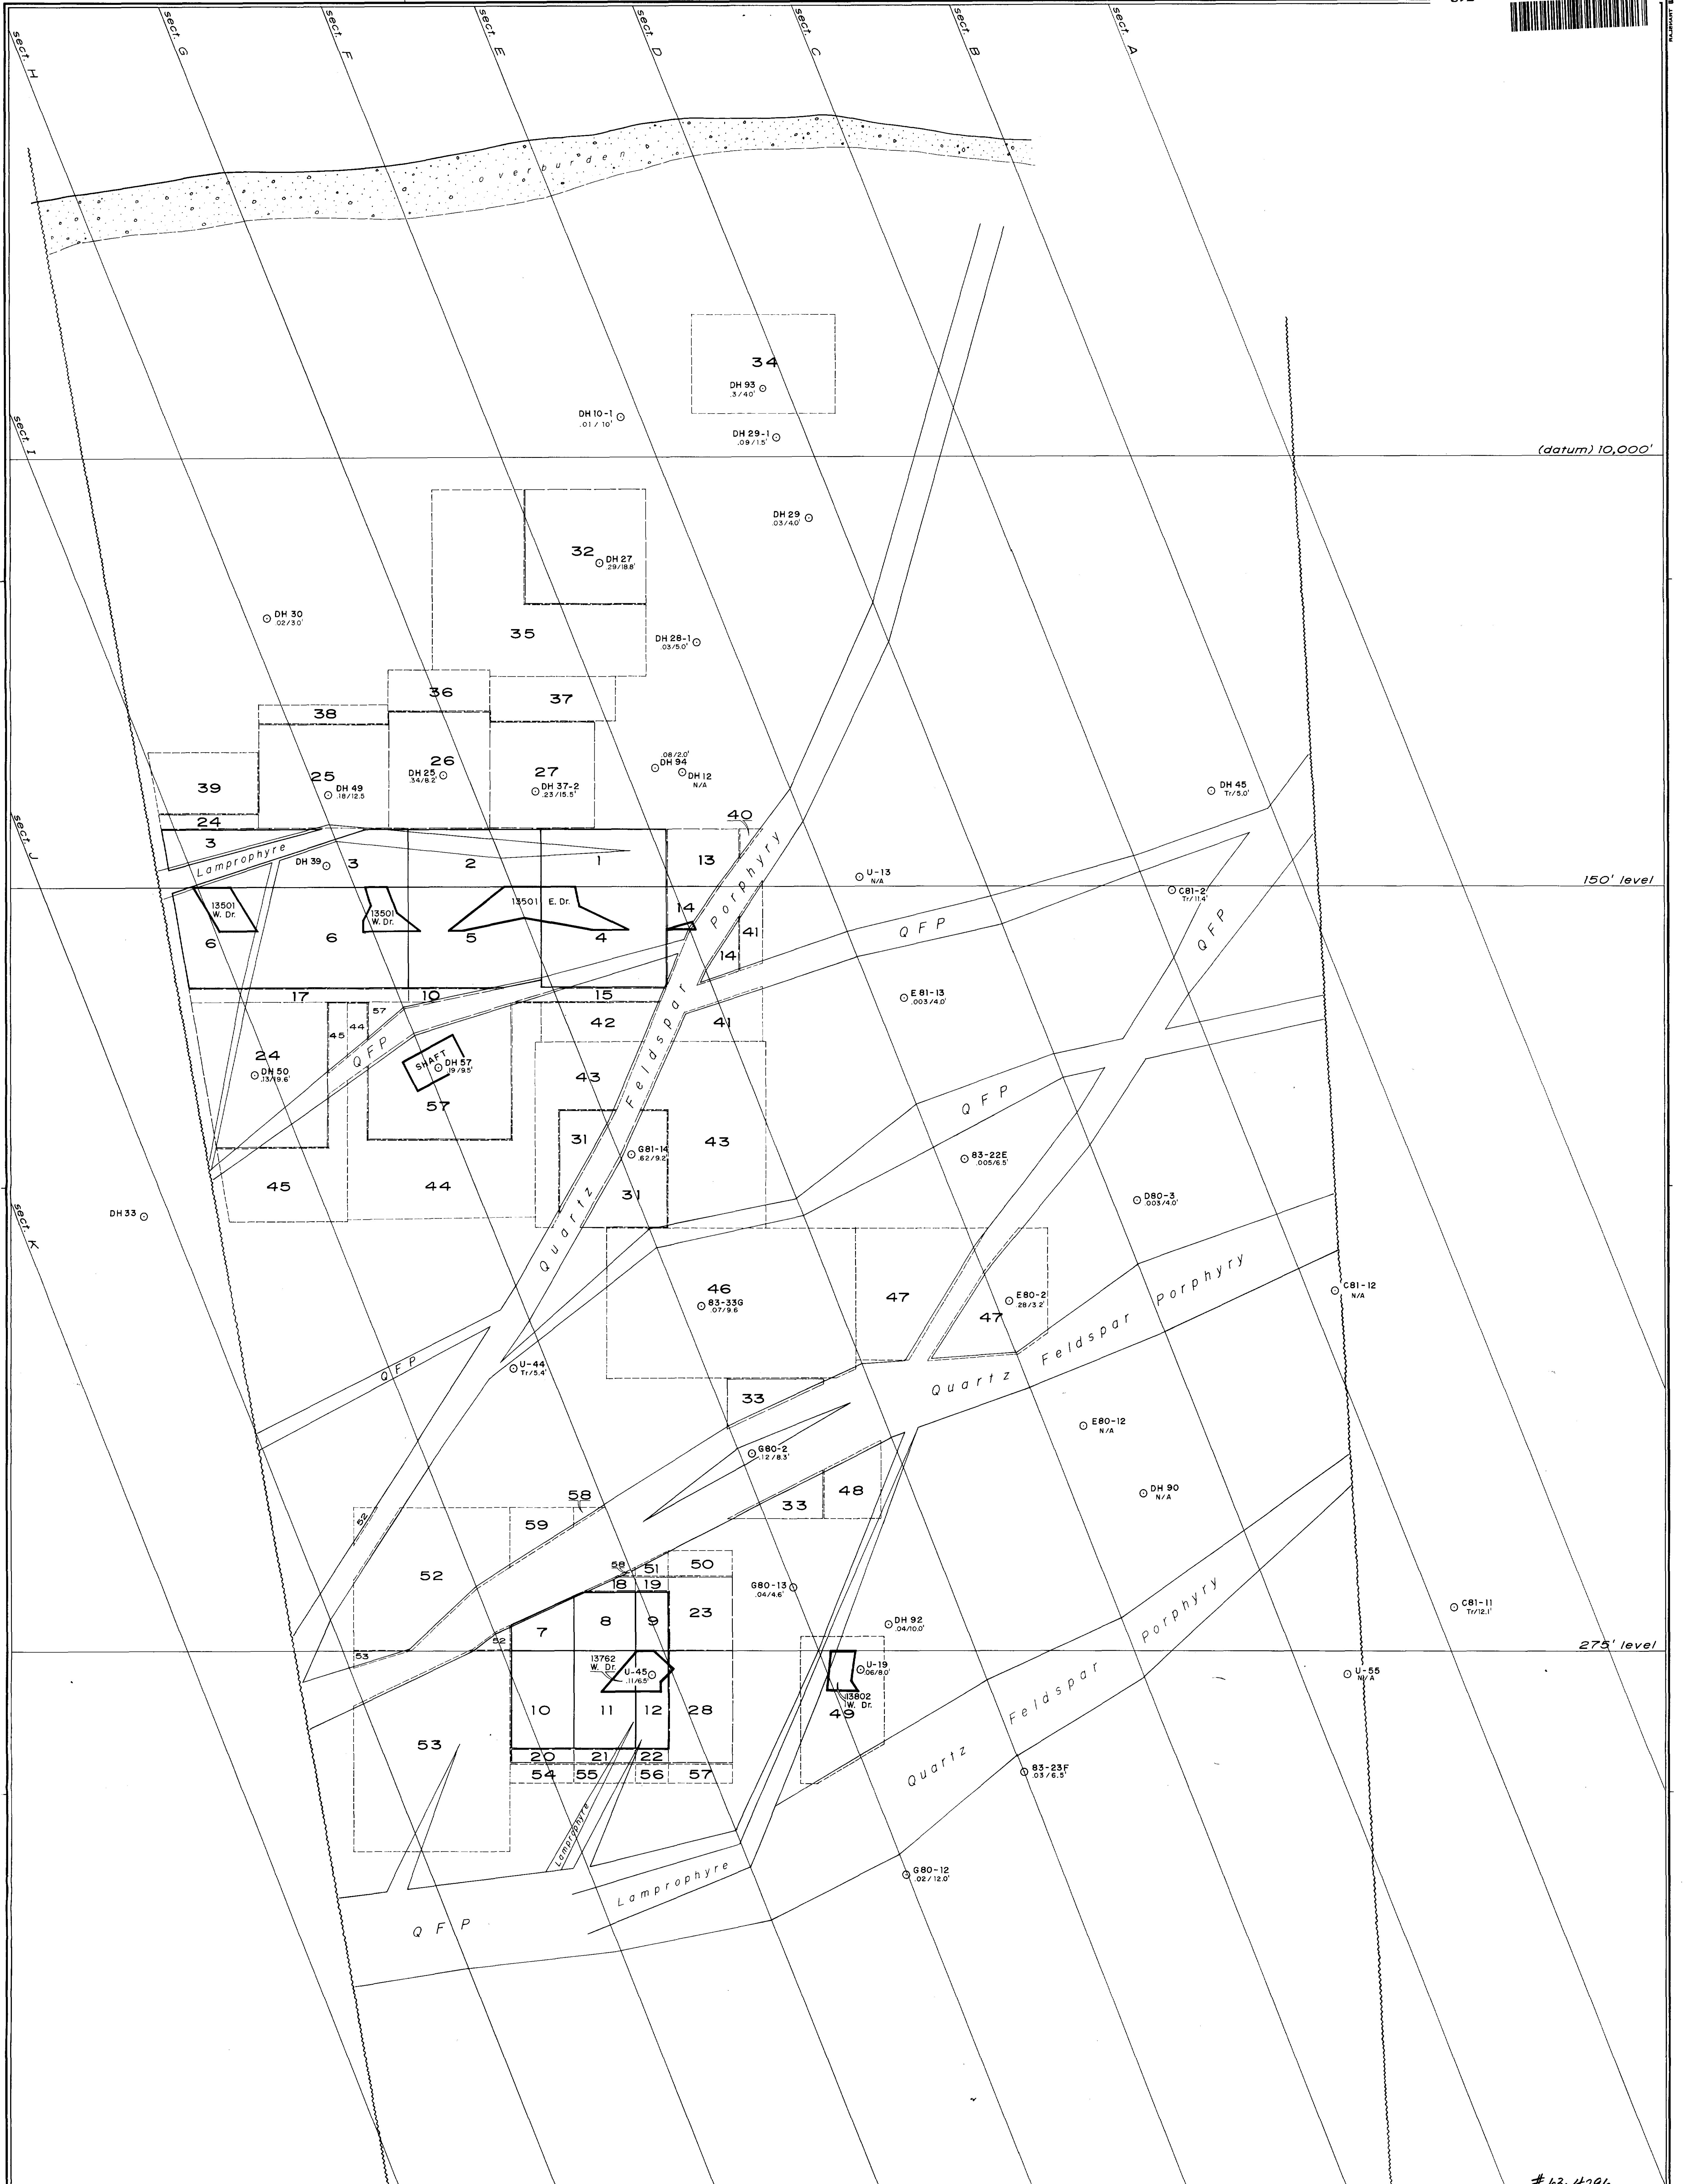 sect. H
sect. G
sect. F
sect. E
sect. D
sect. C
sect. B
sect. A
overburden
34
DH 93
.3/4.0'
DH 10-1
.01 / 10'
DH 29-1
.09/1.5'
sect. I
(datum) 10,000'
DH 29
.03/4.0'
32
DH 27
.29/18.8'
DH 30
.02/3.0'
35
DH 28-1
.03/5.0'
36
37
38
39
25
DH 49
.18/12.5
26
DH 25
.34/8.2'
27
DH 37-2
.23/15.5'
.08/2.0'
DH 94
DH 12
N/A
DH 45
Tr/5.0'
sect. J
24
3
Lamprophyre
DH 39
3
2
1
13
40
U-13
N/A
150' level
C81-2
Tr/11.4'
13501
W. Dr.
13501
W. Dr.
13501 E. Dr.
6
6
5
4
14
14
41
Porphyry
QFP
QFP
17
10
15
E 81-13
.003/4.0'
24
DH 50
.13/19.6'
45
44
57
QFP
SHAFT
DH 57
.19/9.5'
57
42
41
43
Feldspar
43
31
G81-14
.62/9.2'
31
QFP
83-22E
.005/6.5'
D80-3
.003/4.0'
45
44
Quartz
DH 33
sect. K
46
83-33G
.07/9.6
47
E80-2
.28/3.2'
47
C81-12
N/A
Quartz Feldspar Porphyry
QFP
U-44
Tr/5.4'
33
G80-2
.12/8.3'
E80-12
N/A
DH 90
N/A
33
48
52
58
59
52
58
51
50
18
19
G80-13
.04/4.6'
DH 92
.04/10.0'
C81-11
Tr/12.1'
7
8
9
23
52
53
275' level
13762
W. Dr.
U-45
.11/6.5'
U-19
.06/8.0'
13802
W. Dr.
49
U-55
N/A
10
11
12
28
53
20
21
22
54
55
56
57
Quartz Feldspar Porphyry
83-23F
.03/6.5'
Lamprophyre
Lamprophyre
G80-12
.02/12.0'
QFP